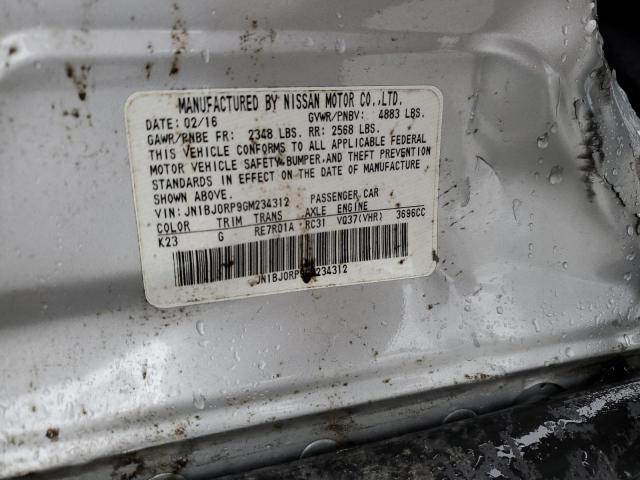 MANUFACTURED BY NISSAN MOTOR CO.,LTD.
DATE: 02/16 GVWR/PNBV: 4883 LBS.
GAWR/PNBE FR: 2348 LBS. RR: 2568 LBS.
THIS VEHICLE CONFORMS TO ALL APPLICABLE FEDERAL
MOTOR VEHICLE SAFETY,BUMPER,AND THEFT PREVENTION
STANDARDS IN EFFECT ON THE DATE OF MANUFACTURE
SHOWN ABOVE.
VIN: JN1BJ0RP9GM234312 PASSENGER CAR
COLOR TRIM TRANS AXLE ENGINE
K23 G RE7R01A RC31 VQ37(VHR) 3696CC
JN1BJ0RP9GM234312